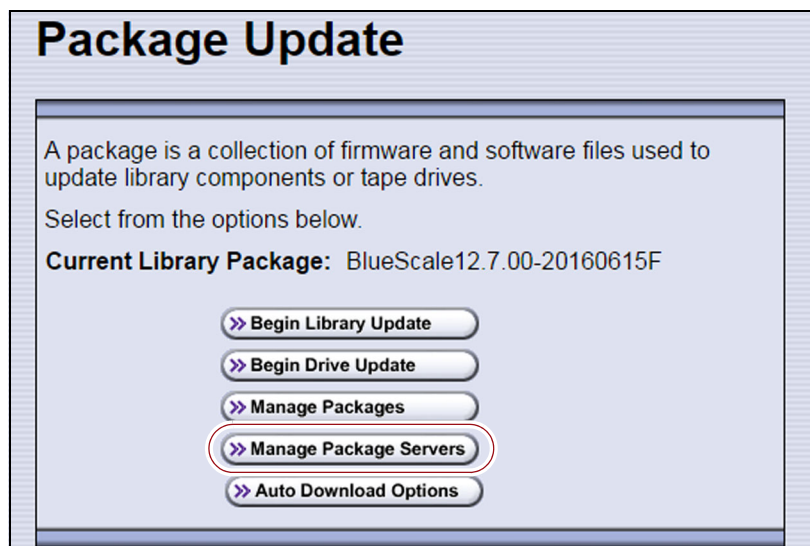 Package Update
A package is a collection of firmware and software files used to
update library components or tape drives.
Select from the options below.
Current Library Package: BlueScale12.7.00-20160615F
Begin Library Update
Begin Drive Update
Manage Packages
Manage Package Servers
Auto Download Options